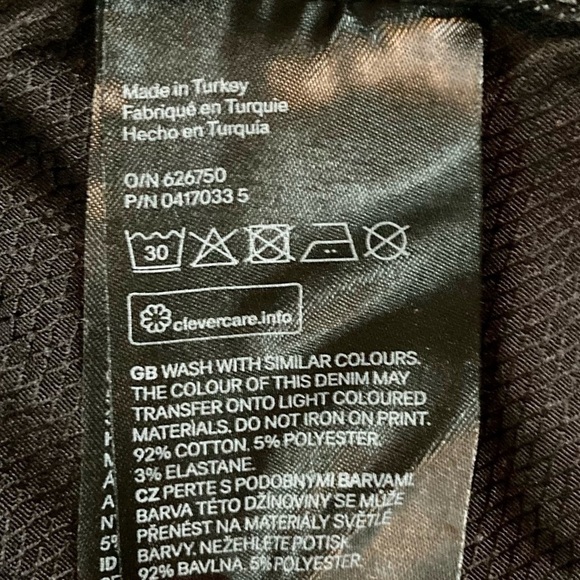 Made in Turkey
Fabriqué en Turquie
Hecho en Turquía
O/N 626750
P/N 0417033 5
30
clevercare.info
GB WASH WITH SIMILAR COLOURS.
THE COLOUR OF THIS DENIM MAY
TRANSFER ONTO LIGHT COLOURED
MATERIALS. DO NOT IRON ON PRINT.
92% COTTON. 5% POLYESTER.
3% ELASTANE.
CZ PERTE S PODOBNÝMI BARVAMI.
BARVA TÉTO DŽÍNOVINY SE MŮŽE
PŘENÉST NA MATERIÁLY SVĚTLÉ
BARVY. NEŽEHLETE POTISK.
92% BAVLNA. 5% POLYESTER.